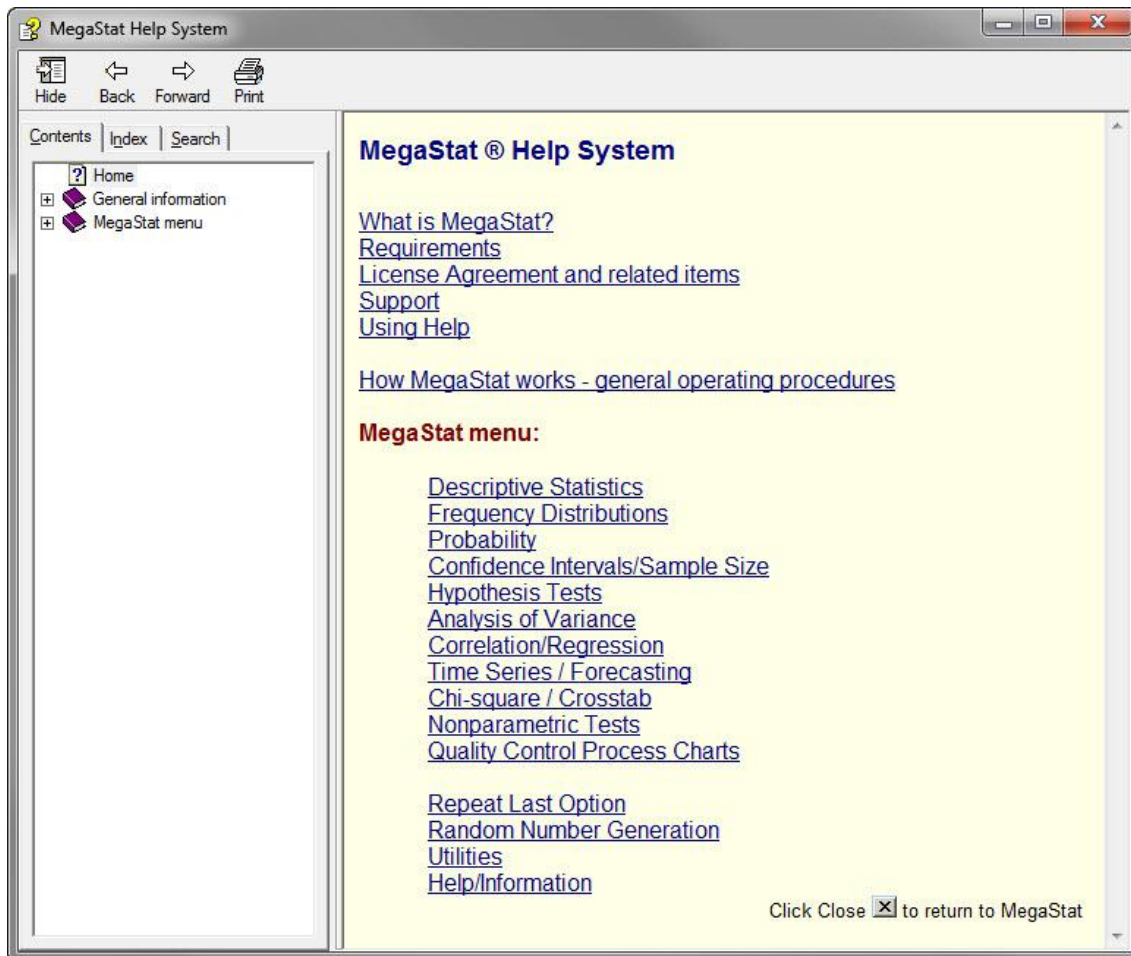 MegaStat Help System
Hide Back Forward Print
Contents Index Search
Home
General information
MegaStat menu
MegaStat ® Help System
What is MegaStat?
Requirements
License Agreement and related items
Support
Using Help
How MegaStat works - general operating procedures
MegaStat menu:
Descriptive Statistics
Frequency Distributions
Probability
Confidence Intervals/Sample Size
Hypothesis Tests
Analysis of Variance
Correlation/Regression
Time Series / Forecasting
Chi-square / Crosstab
Nonparametric Tests
Quality Control Process Charts
Repeat Last Option
Random Number Generation
Utilities
Help/Information
Click Close X to return to MegaStat